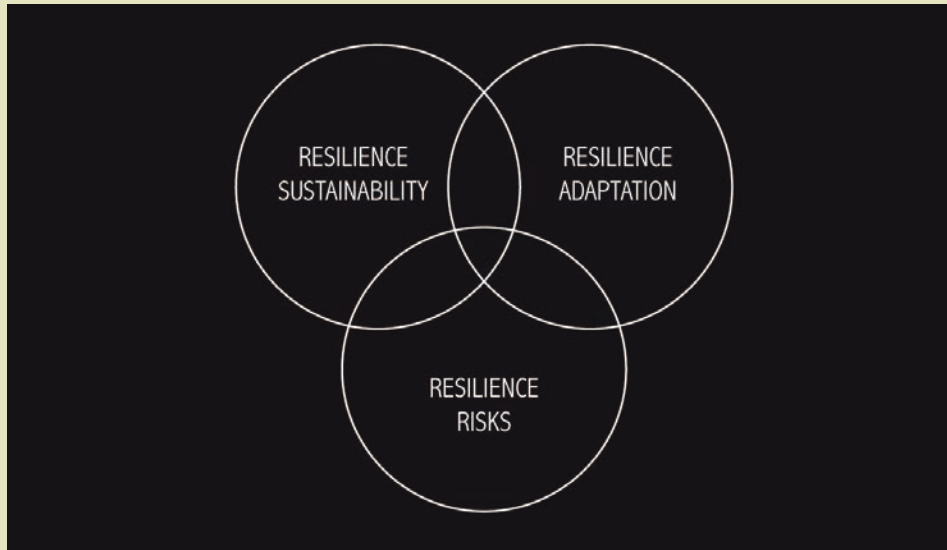 RESILIENCE
SUSTAINABILITY
RESILIENCE
ADAPTATION
RESILIENCE
RISKS